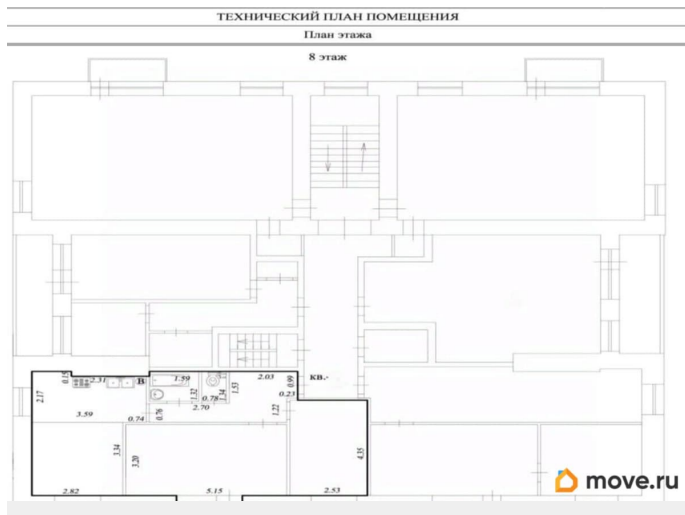 ТЕХНИЧЕСКИЙ ПЛАН ПОМЕЩЕНИЯ
План этажа
8 этаж
0.15 2.31 В 1.59 2.03 0.99 КВ.-
2.17 1.32 0.78 1.34 1.53 0.23
3.59 0.74 0.76 2.70 1.22
3.34 3.20 4.35
2.82 5.15 2.53
move.ru